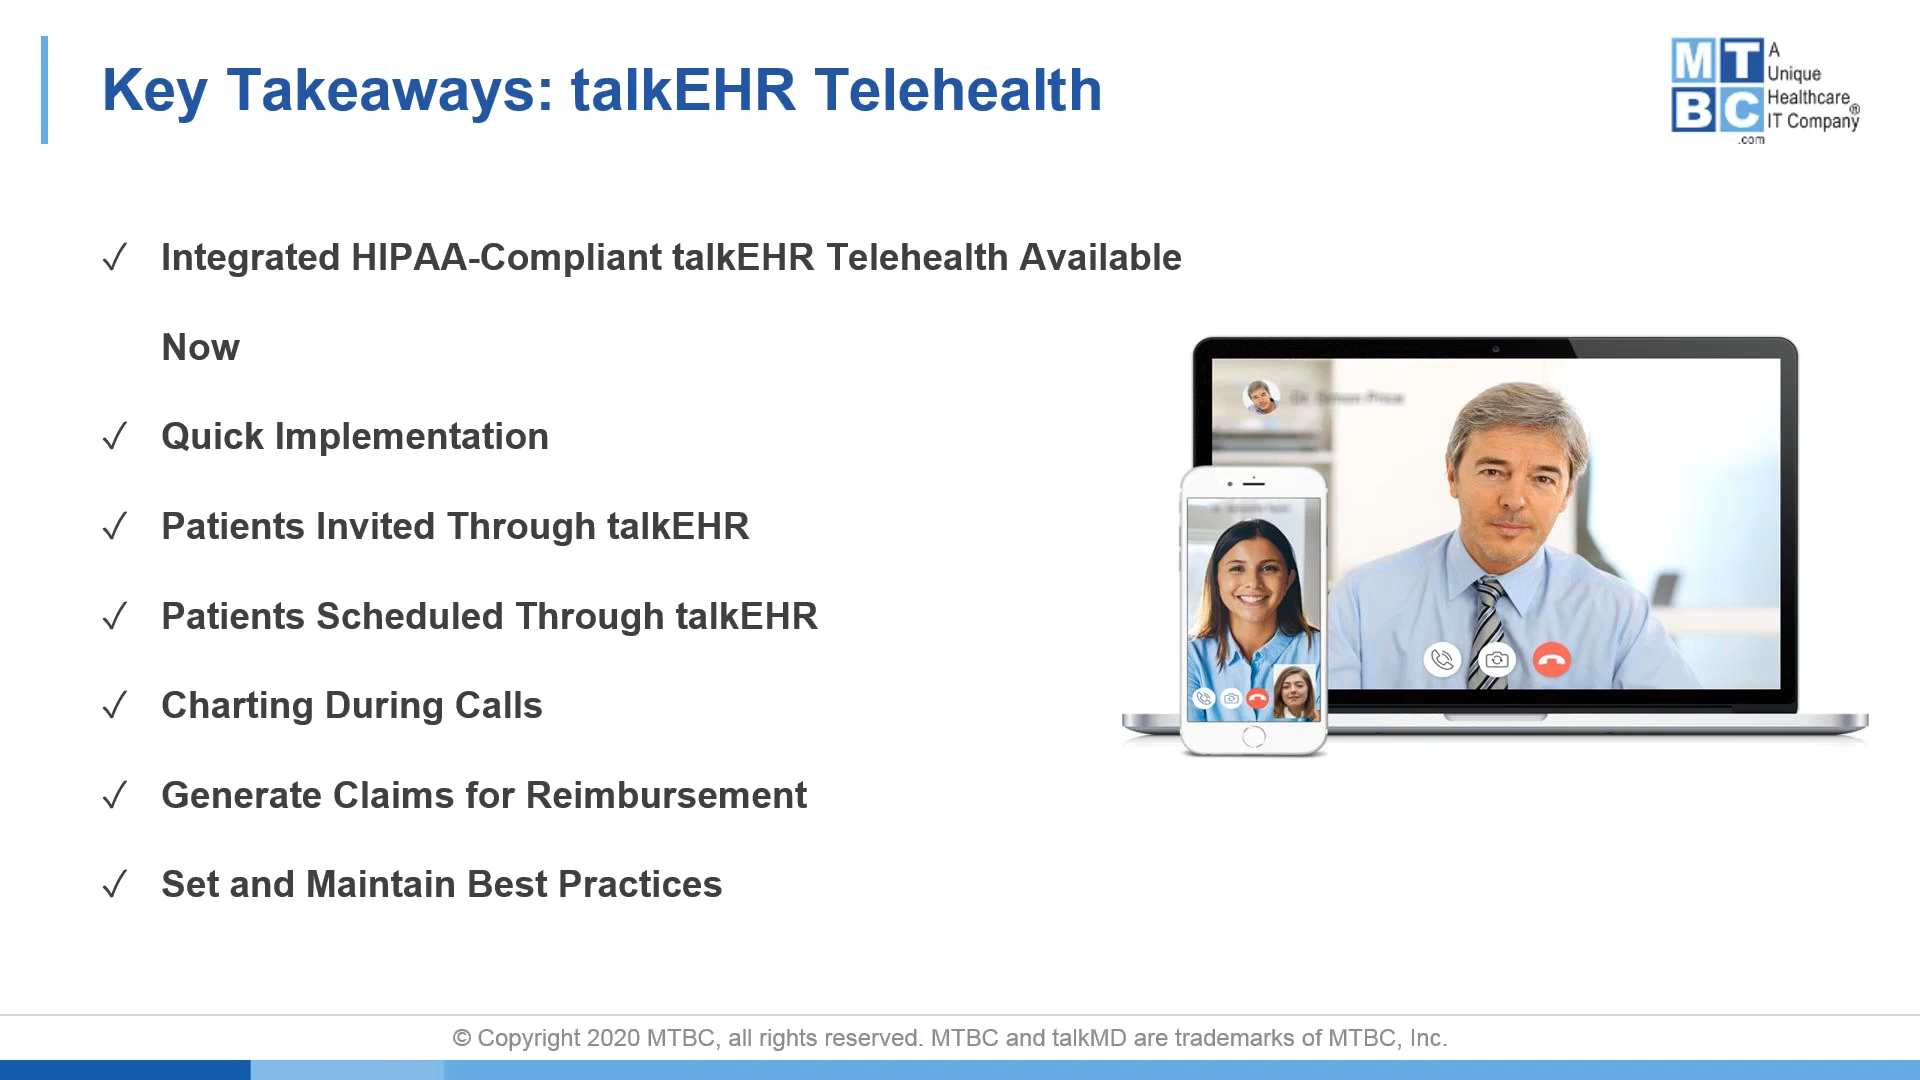 Key Takeaways: talkEHR Telehealth
MT A
Unique
BC Healthcare
IT Company®
.com
✓ Integrated HIPAA-Compliant talkEHR Telehealth Available
Now
✓ Quick Implementation
✓ Patients Invited Through talkEHR
✓ Patients Scheduled Through talkEHR
✓ Charting During Calls
✓ Generate Claims for Reimbursement
✓ Set and Maintain Best Practices
© Copyright 2020 MTBC, all rights reserved. MTBC and talkMD are trademarks of MTBC, Inc.